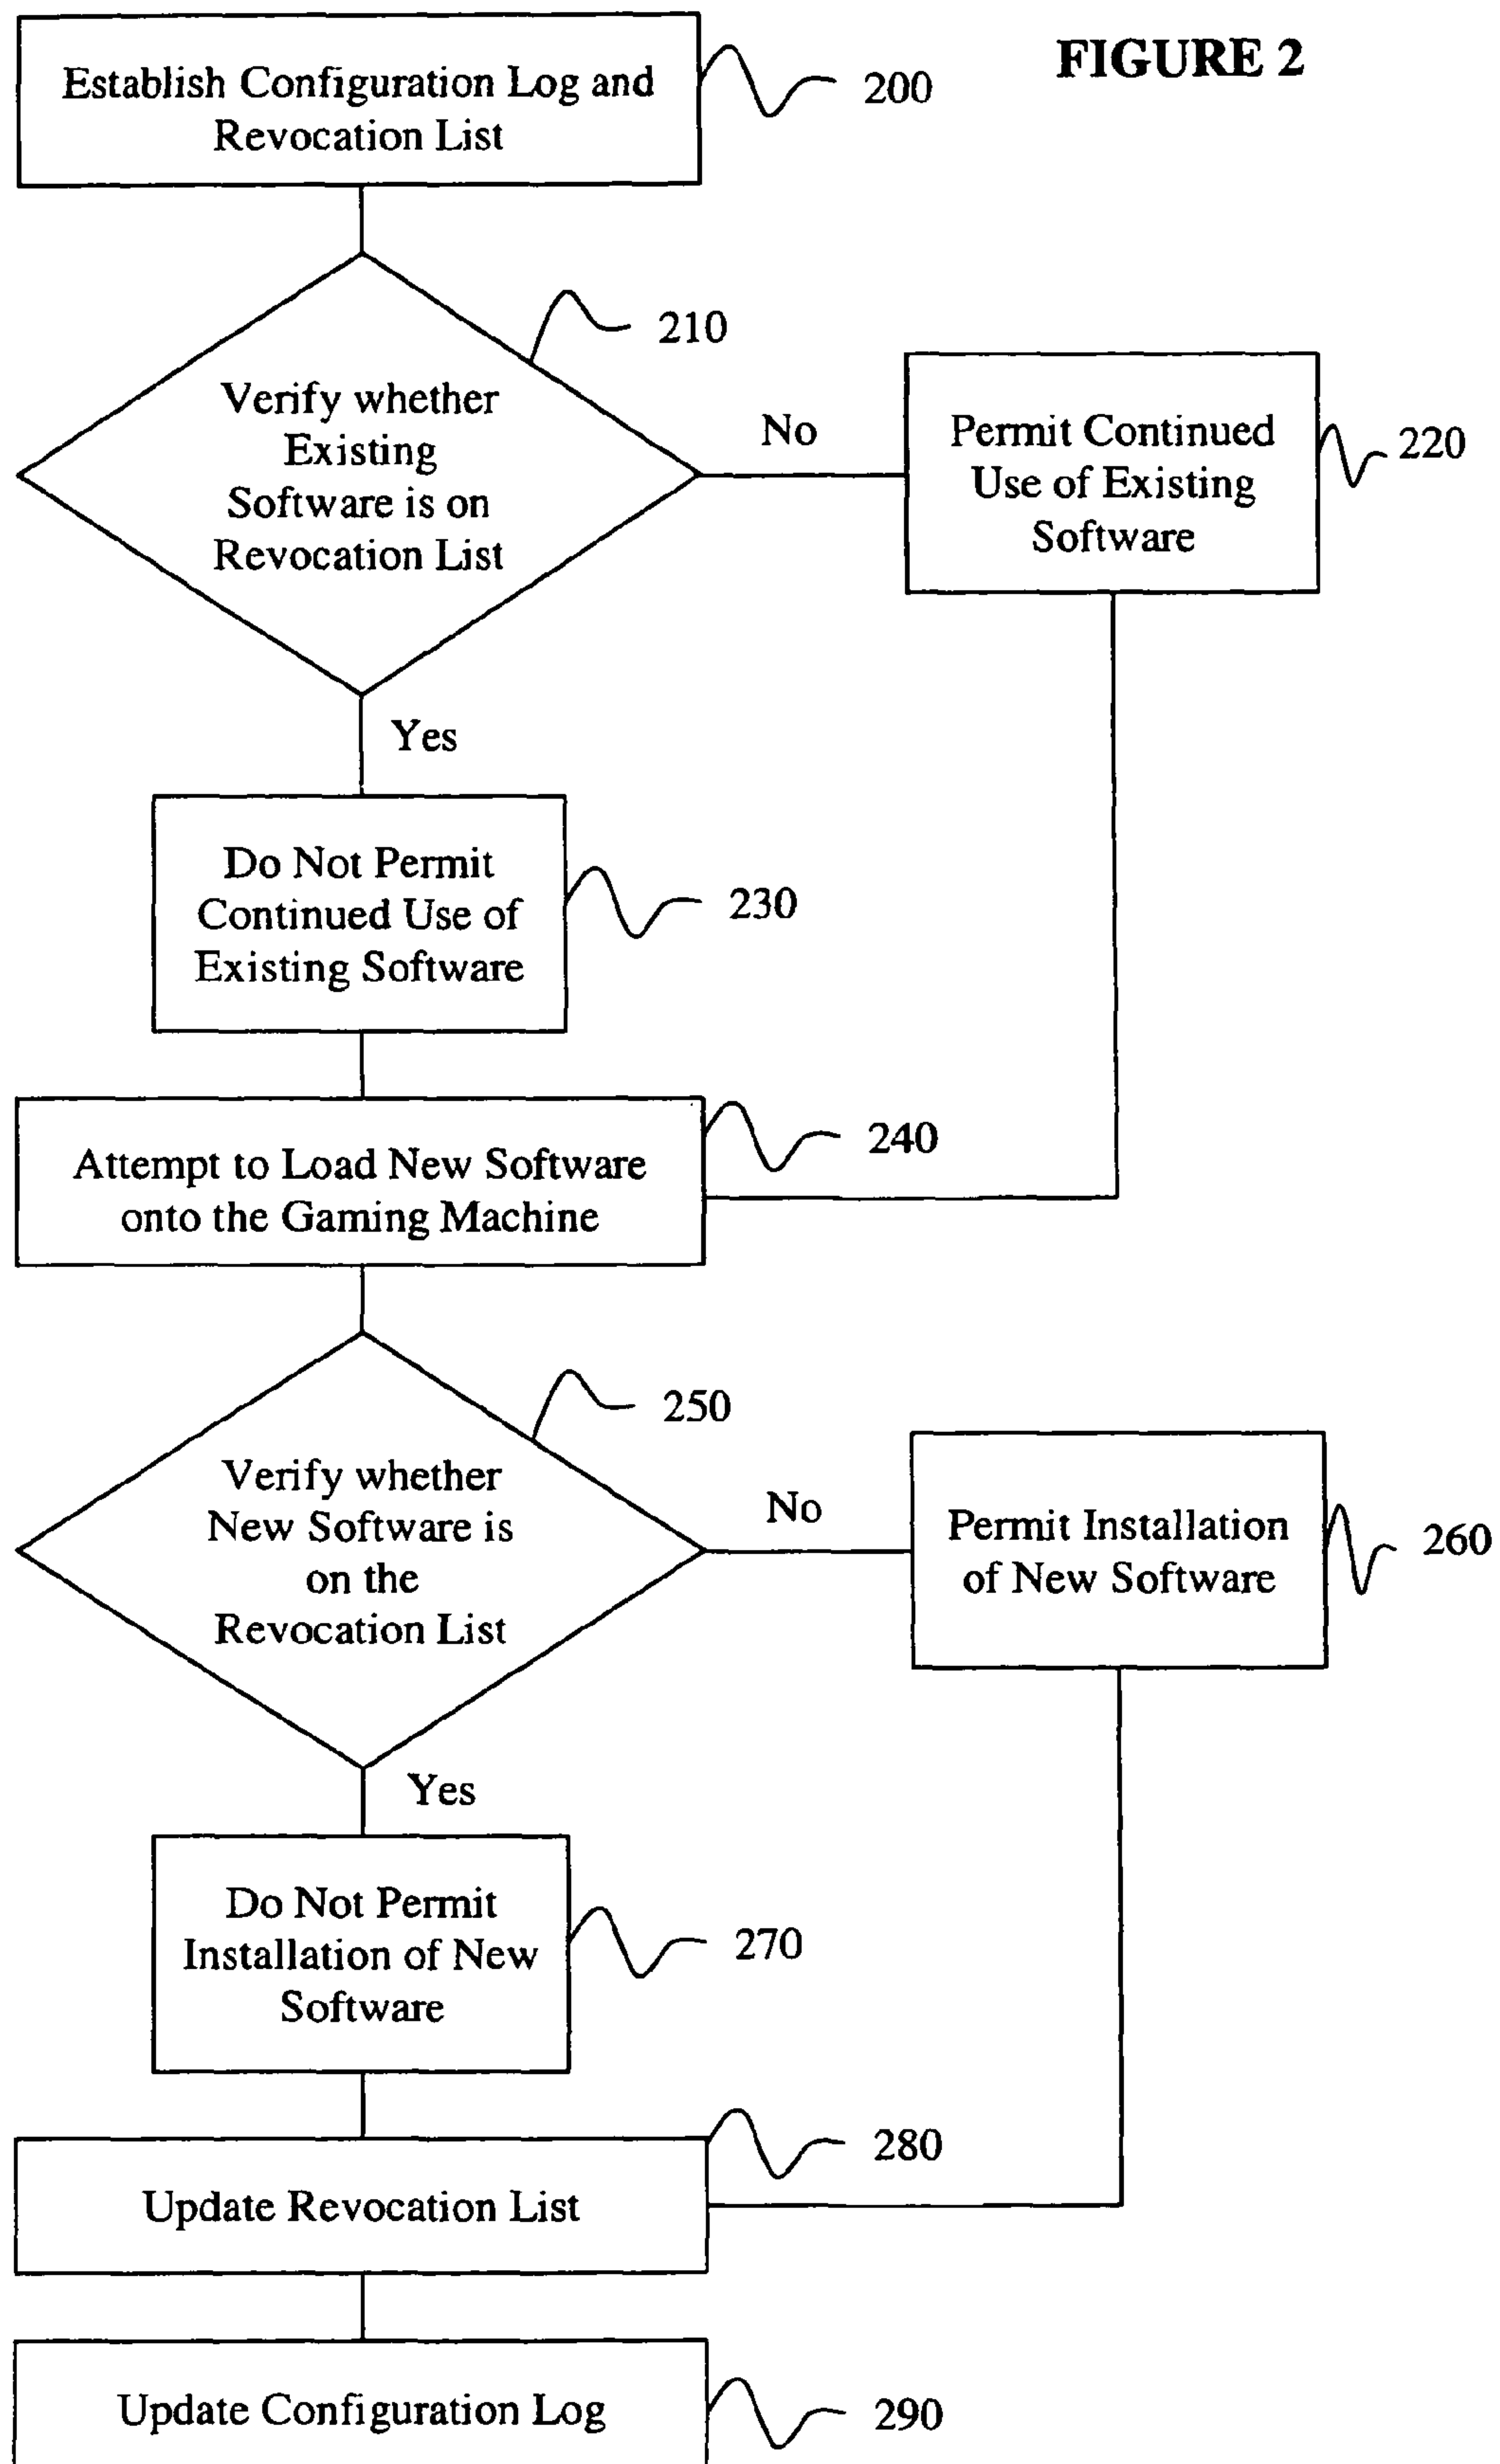 FIGURE 2
Establish Configuration Log and
Revocation List
200
210
Verify whether
Existing
Software is on
Revocation List
No
Permit Continued
Use of Existing
Software
220
Yes
Do Not Permit
Continued Use of
Existing Software
230
Attempt to Load New Software
onto the Gaming Machine
240
250
Verify whether
New Software is
on the
Revocation List
No
Permit Installation
of New Software
260
Yes
Do Not Permit
Installation of New
Software
270
Update Revocation List
280
Update Configuration Log
290